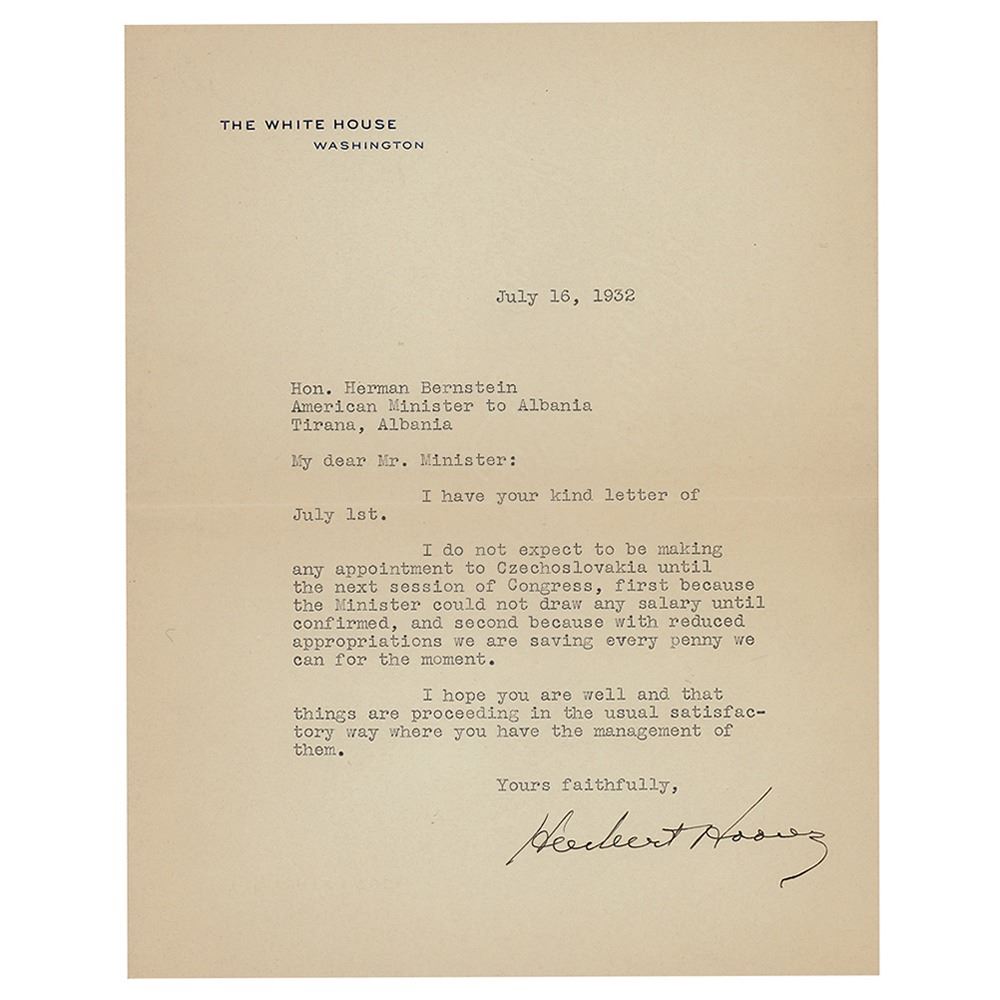 THE WHITE HOUSE
WASHINGTON
July 16, 1932
Hon. Herman Bernstein
American Minister to Albania
Tirana, Albania
My dear Mr. Minister:
I have your kind letter of
July 1st.
I do not expect to be making
any appointment to Czechoslovakia until
the next session of Congress, first because
the Minister could not draw any salary until
confirmed, and second because with reduced
appropriations we are saving every penny we
can for the moment.
I hope you are well and that
things are proceeding in the usual satisfac-
tory way where you have the management of
them.
Yours faithfully,
Herbert Hoover